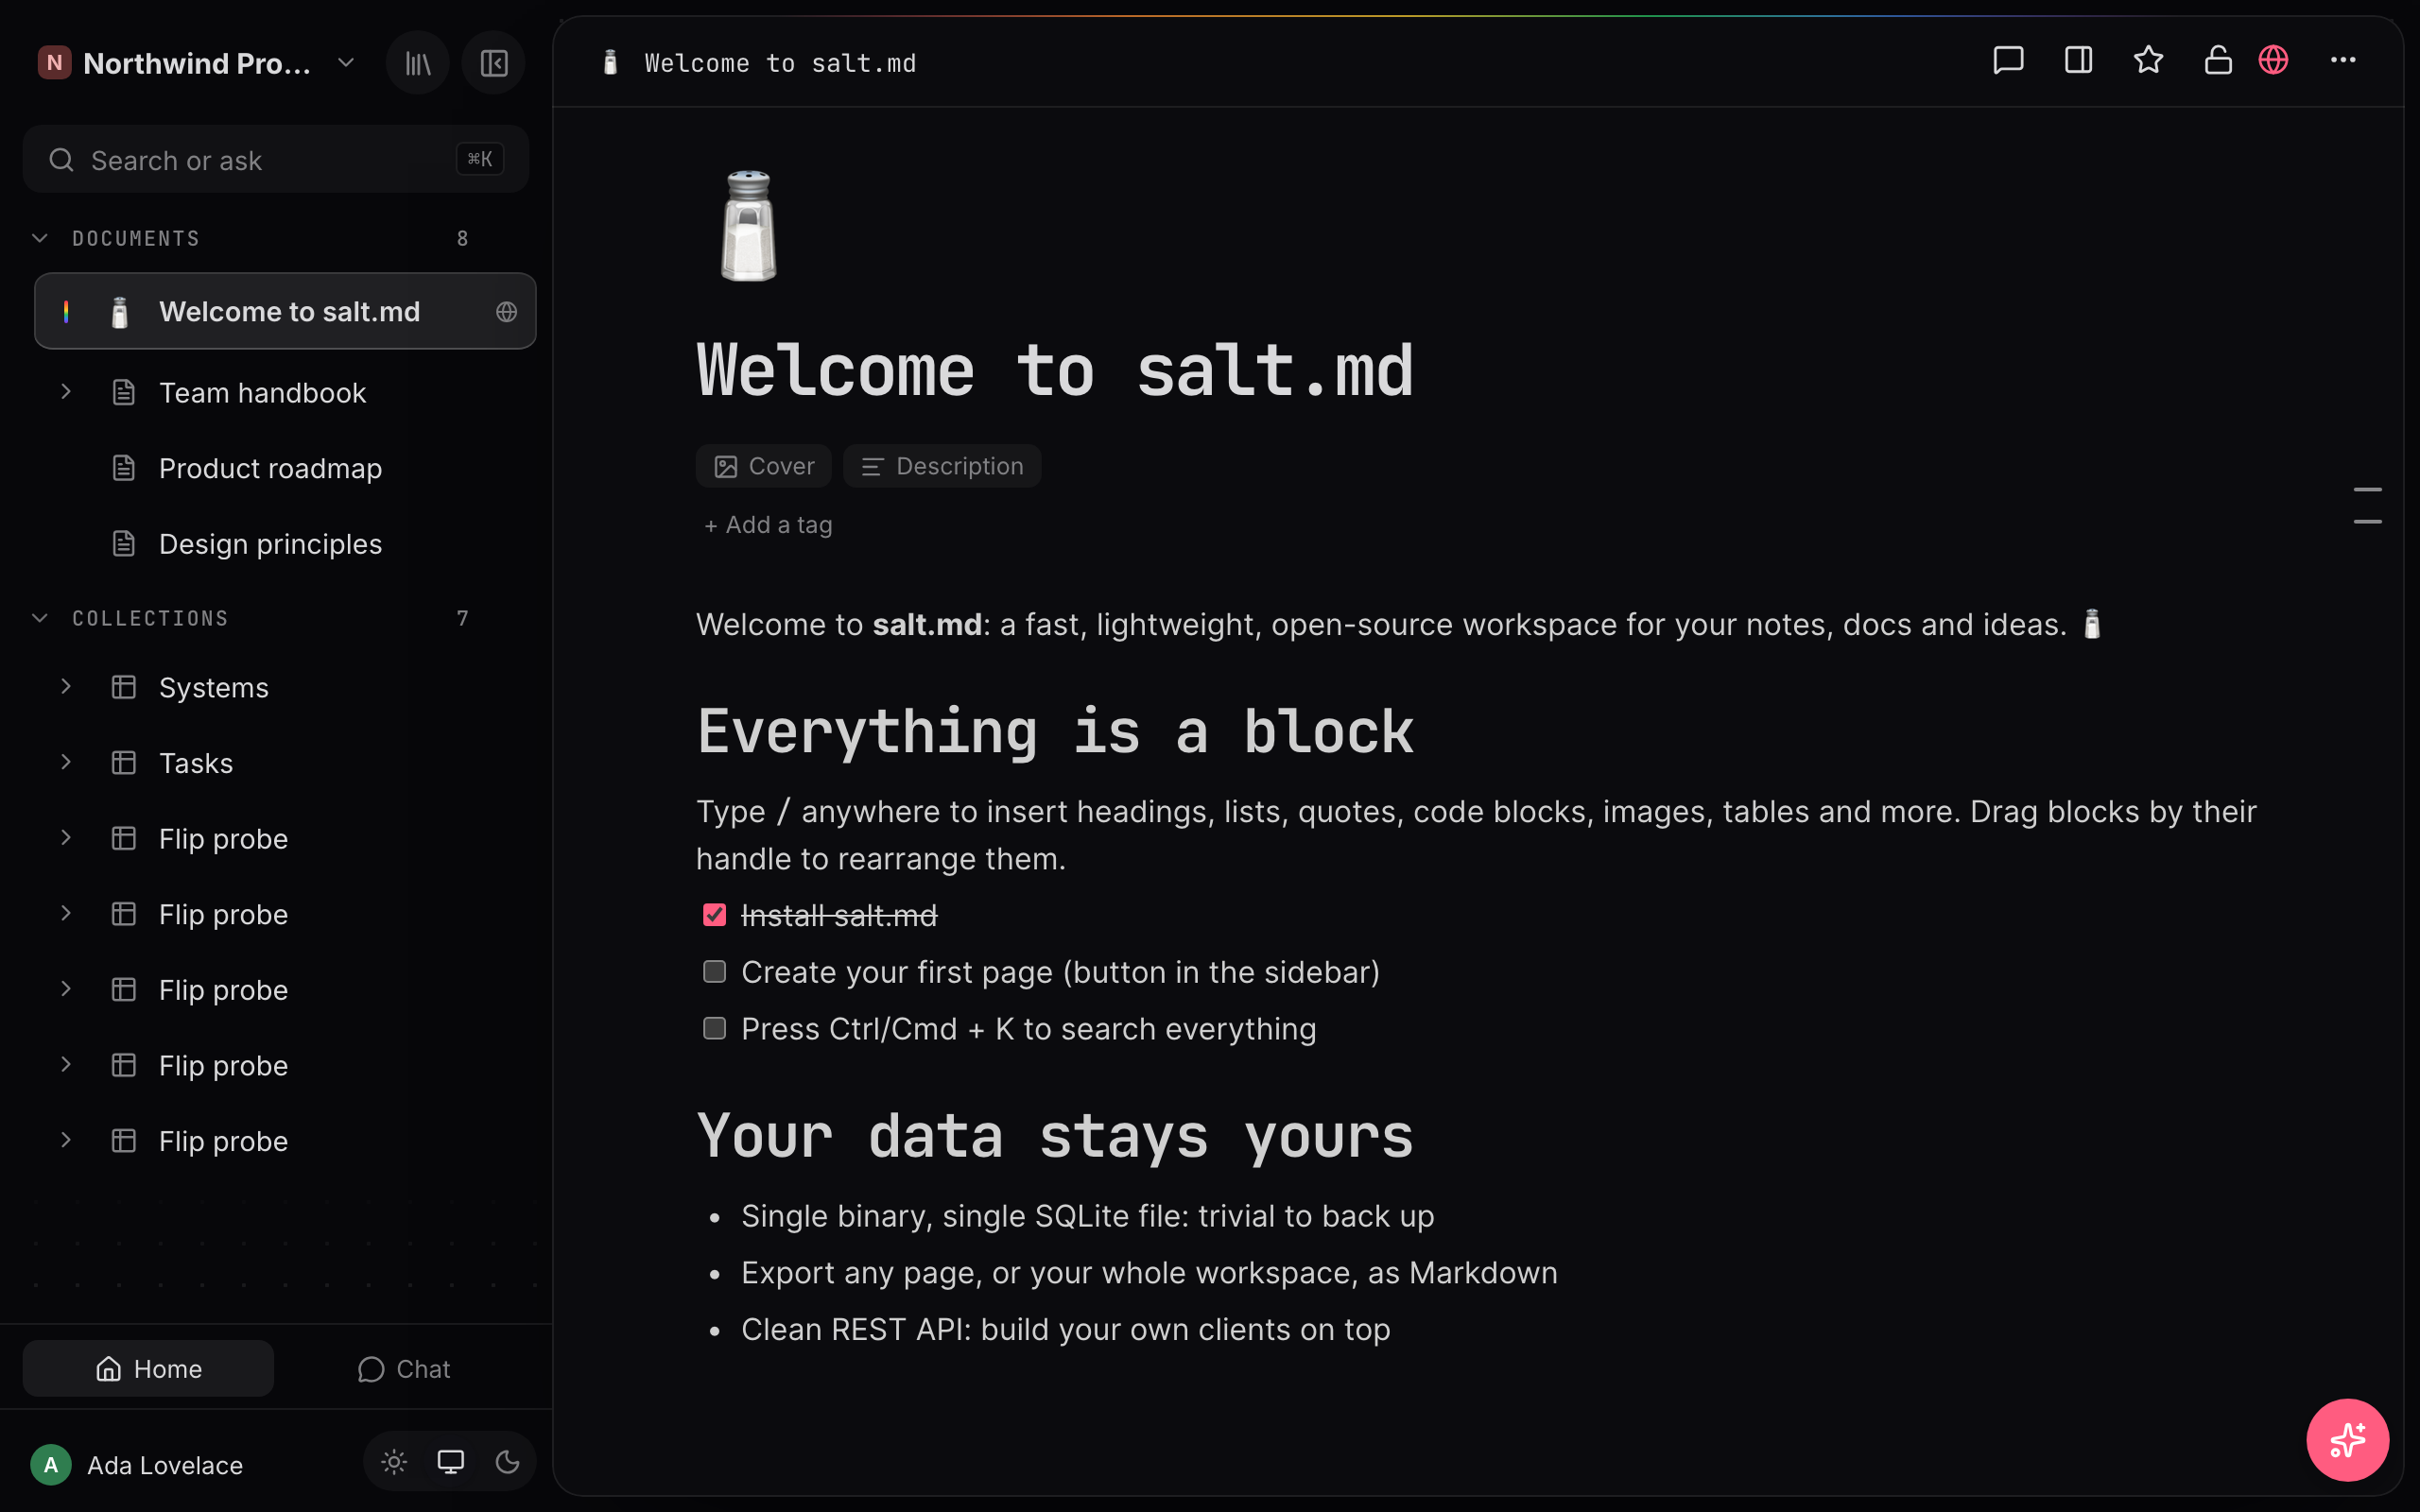 N Northwind Pro...
Search or ask ⌘K
DOCUMENTS 8
Welcome to salt.md
Team handbook
Product roadmap
Design principles
COLLECTIONS 7
Systems
Tasks
Flip probe
Flip probe
Flip probe
Flip probe
Flip probe
Home Chat
A Ada Lovelace
Welcome to salt.md
Welcome to salt.md
Cover Description
+ Add a tag
Welcome to salt.md: a fast, lightweight, open-source workspace for your notes, docs and ideas.
Everything is a block
Type / anywhere to insert headings, lists, quotes, code blocks, images, tables and more. Drag blocks by their
handle to rearrange them.
Install salt.md
Create your first page (button in the sidebar)
Press Ctrl/Cmd + K to search everything
Your data stays yours
• Single binary, single SQLite file: trivial to back up
• Export any page, or your whole workspace, as Markdown
• Clean REST API: build your own clients on top